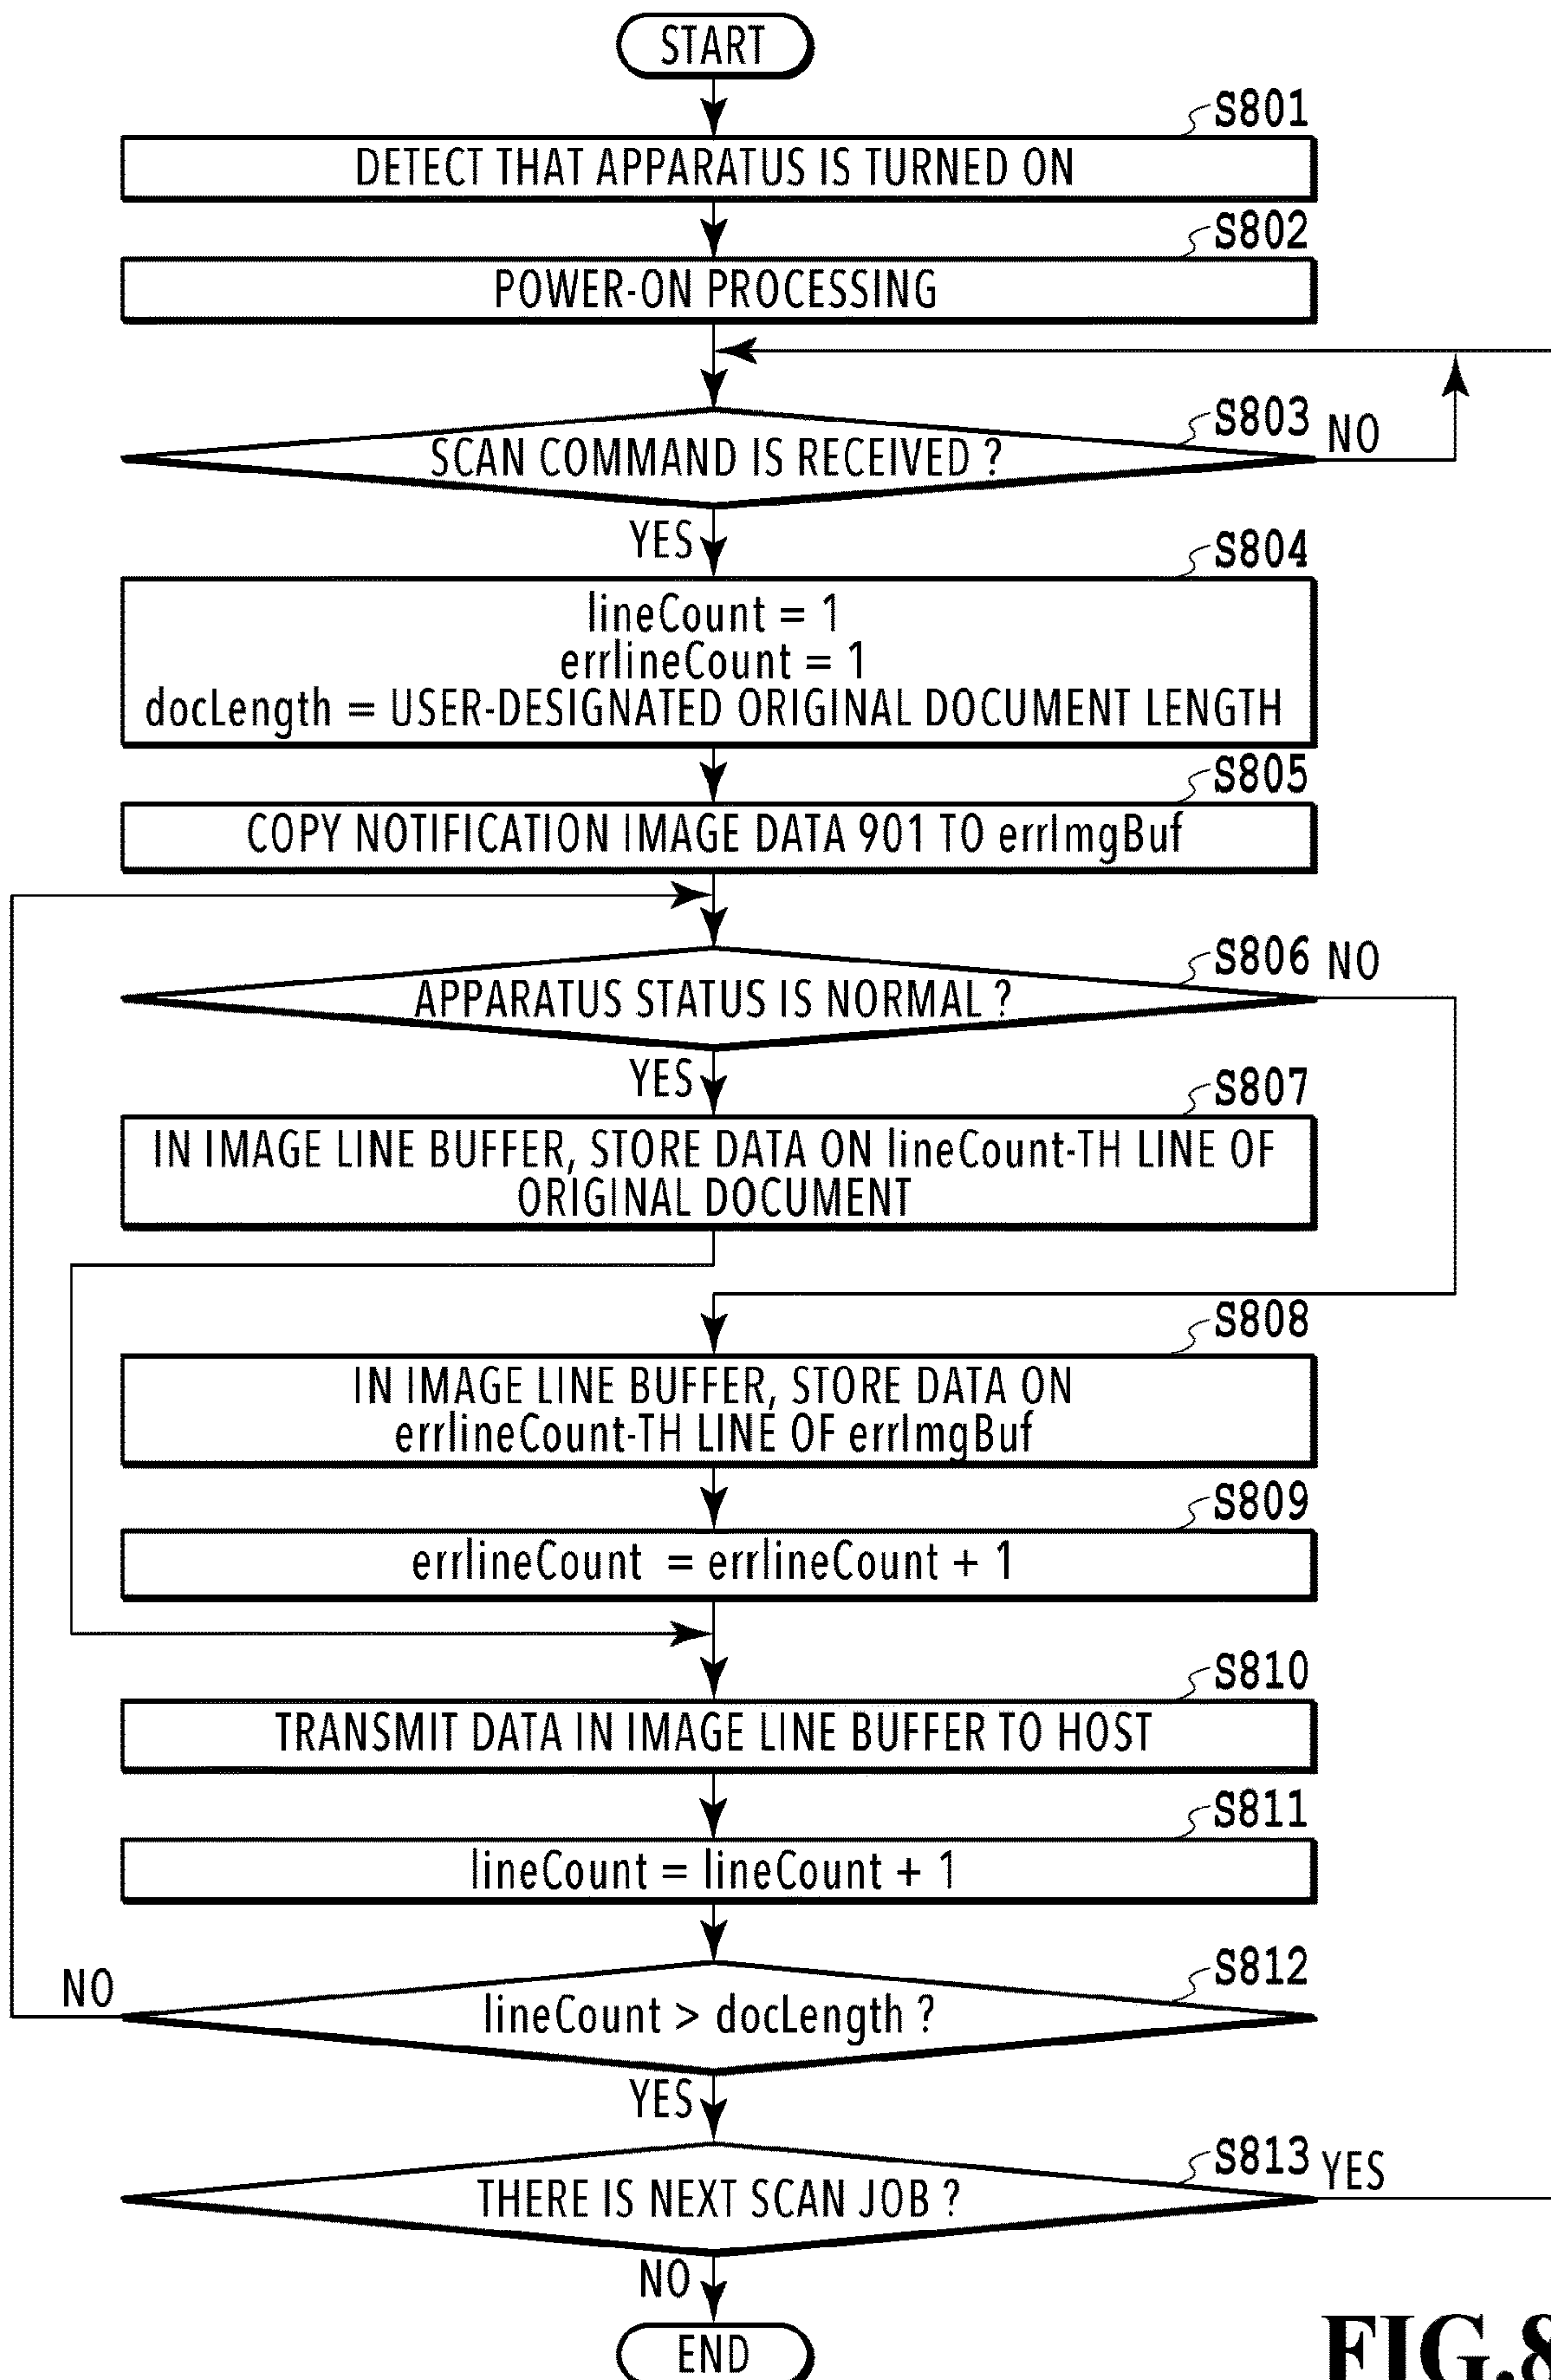 START
S801
DETECT THAT APPARATUS IS TURNED ON
S802
POWER-ON PROCESSING
S803
SCAN COMMAND IS RECEIVED ?
NO
YES
S804
lineCount = 1
errlineCount = 1
docLength = USER-DESIGNATED ORIGINAL DOCUMENT LENGTH
S805
COPY NOTIFICATION IMAGE DATA 901 TO errImgBuf
S806
NO
APPARATUS STATUS IS NORMAL ?
YES
S807
IN IMAGE LINE BUFFER, STORE DATA ON lineCount-TH LINE OF
ORIGINAL DOCUMENT
S808
IN IMAGE LINE BUFFER, STORE DATA ON
errlineCount-TH LINE OF errImgBuf
S809
errlineCount = errlineCount + 1
S810
TRANSMIT DATA IN IMAGE LINE BUFFER TO HOST
S811
lineCount = lineCount + 1
S812
NO
lineCount > docLength ?
YES
S813
YES
THERE IS NEXT SCAN JOB ?
NO
END
FIG.8